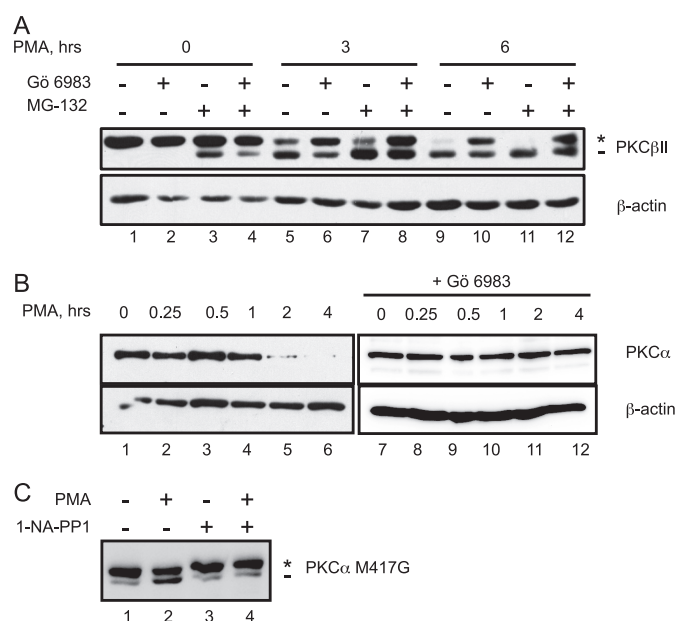 A
PMA, hrs 0 3 6
Gö 6983 - + - + - + - + - + - +
MG-132 - - + + - - + + - - + +
* PKCβII
-
β-actin
1 2 3 4 5 6 7 8 9 10 11 12
B
+ Gö 6983
PMA, hrs 0 0.25 0.5 1 2 4 0 0.25 0.5 1 2 4
PKCα
β-actin
1 2 3 4 5 6 7 8 9 10 11 12
C
PMA - + - +
1-NA-PP1 - - + +
* PKCα M417G
-
1 2 3 4